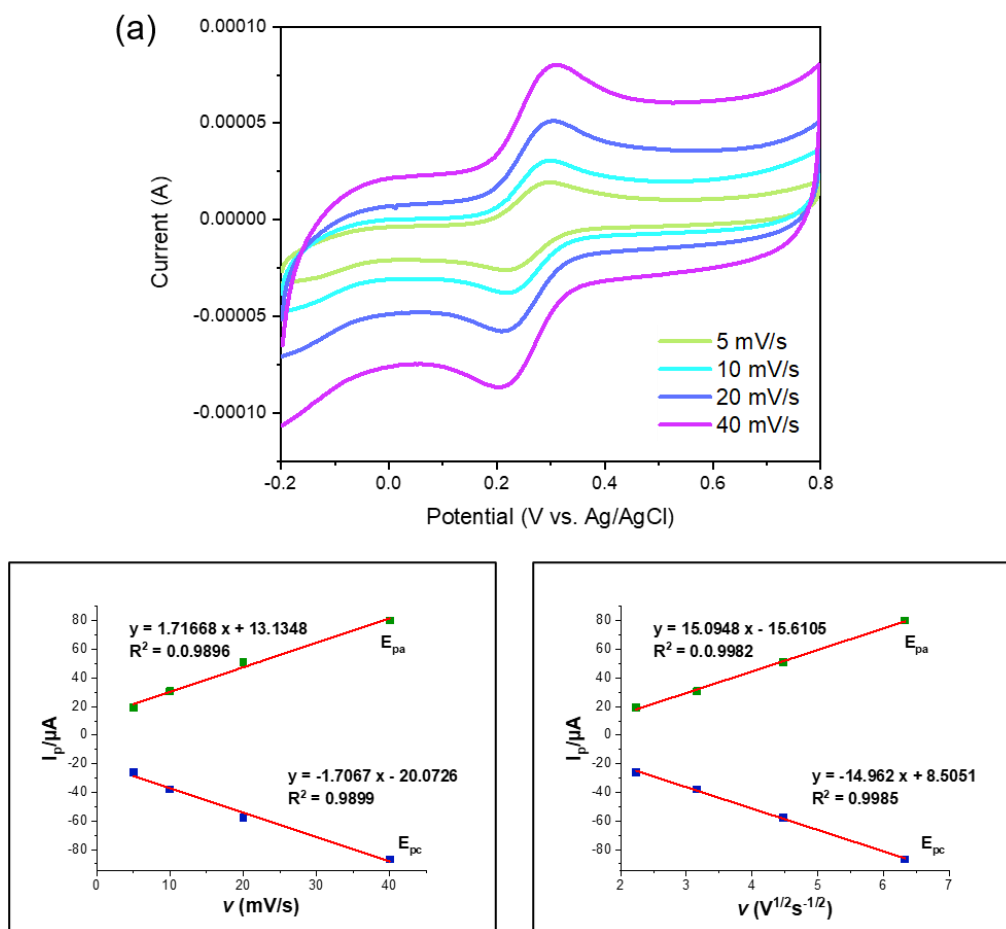 (a)
0.00010
0.00005
0.00000
-0.00005
-0.00010
Current (A)
5 mV/s
10 mV/s
20 mV/s
40 mV/s
-0.2 0.0 0.2 0.4 0.6 0.8
Potential (V vs. Ag/AgCl)
80
60
40
20
0
-20
-40
-60
-80
Ip/µA
y = 1.71668 x + 13.1348
R² = 0.0.9896
Epa
y = -1.7067 x - 20.0726
R² = 0.9899
Epc
0 10 20 30 40
v (mV/s)
80
60
40
20
0
-20
-40
-60
-80
Ip/µA
y = 15.0948 x - 15.6105
R² = 0.0.9982
Epa
y = -14.962 x + 8.5051
R² = 0.9985
Epc
2 3 4 5 6 7
v (V1/2s-1/2)